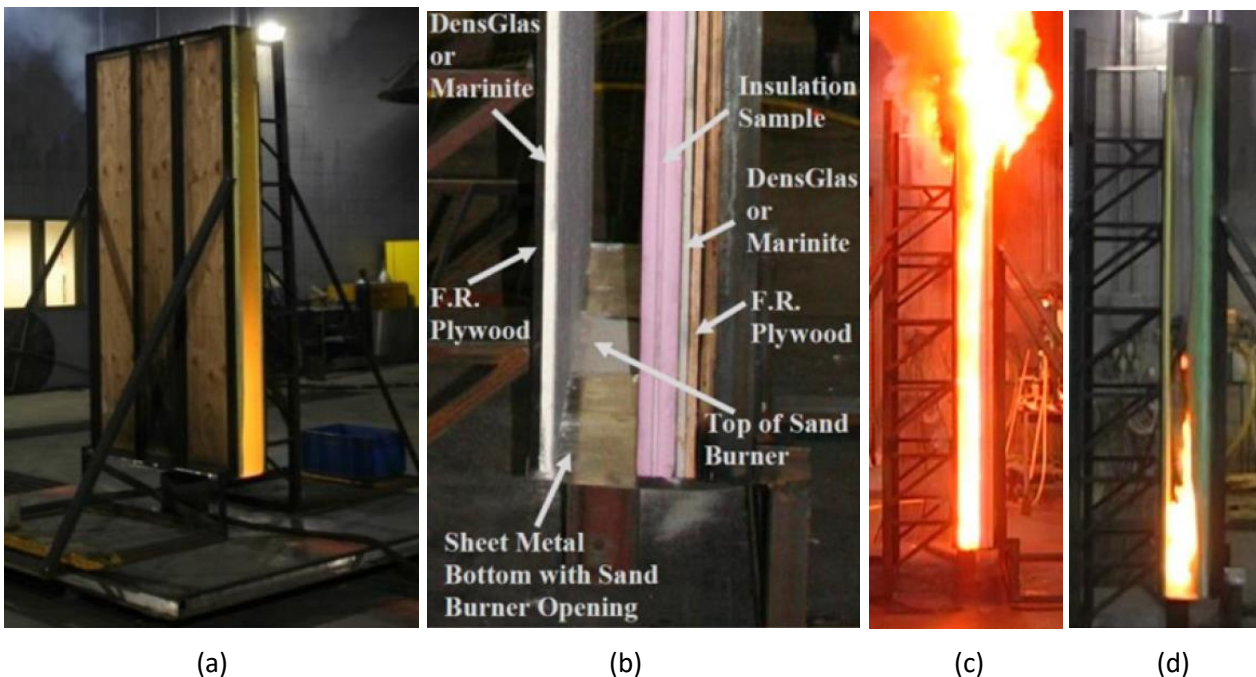 DensGlas
or
Marinite
Insulation
Sample
DensGlas
or
Marinite
F.R.
Plywood
F.R.
Plywood
Top of Sand
Burner
Sheet Metal
Bottom with Sand
Burner Opening
(a)
(b)
(c)
(d)